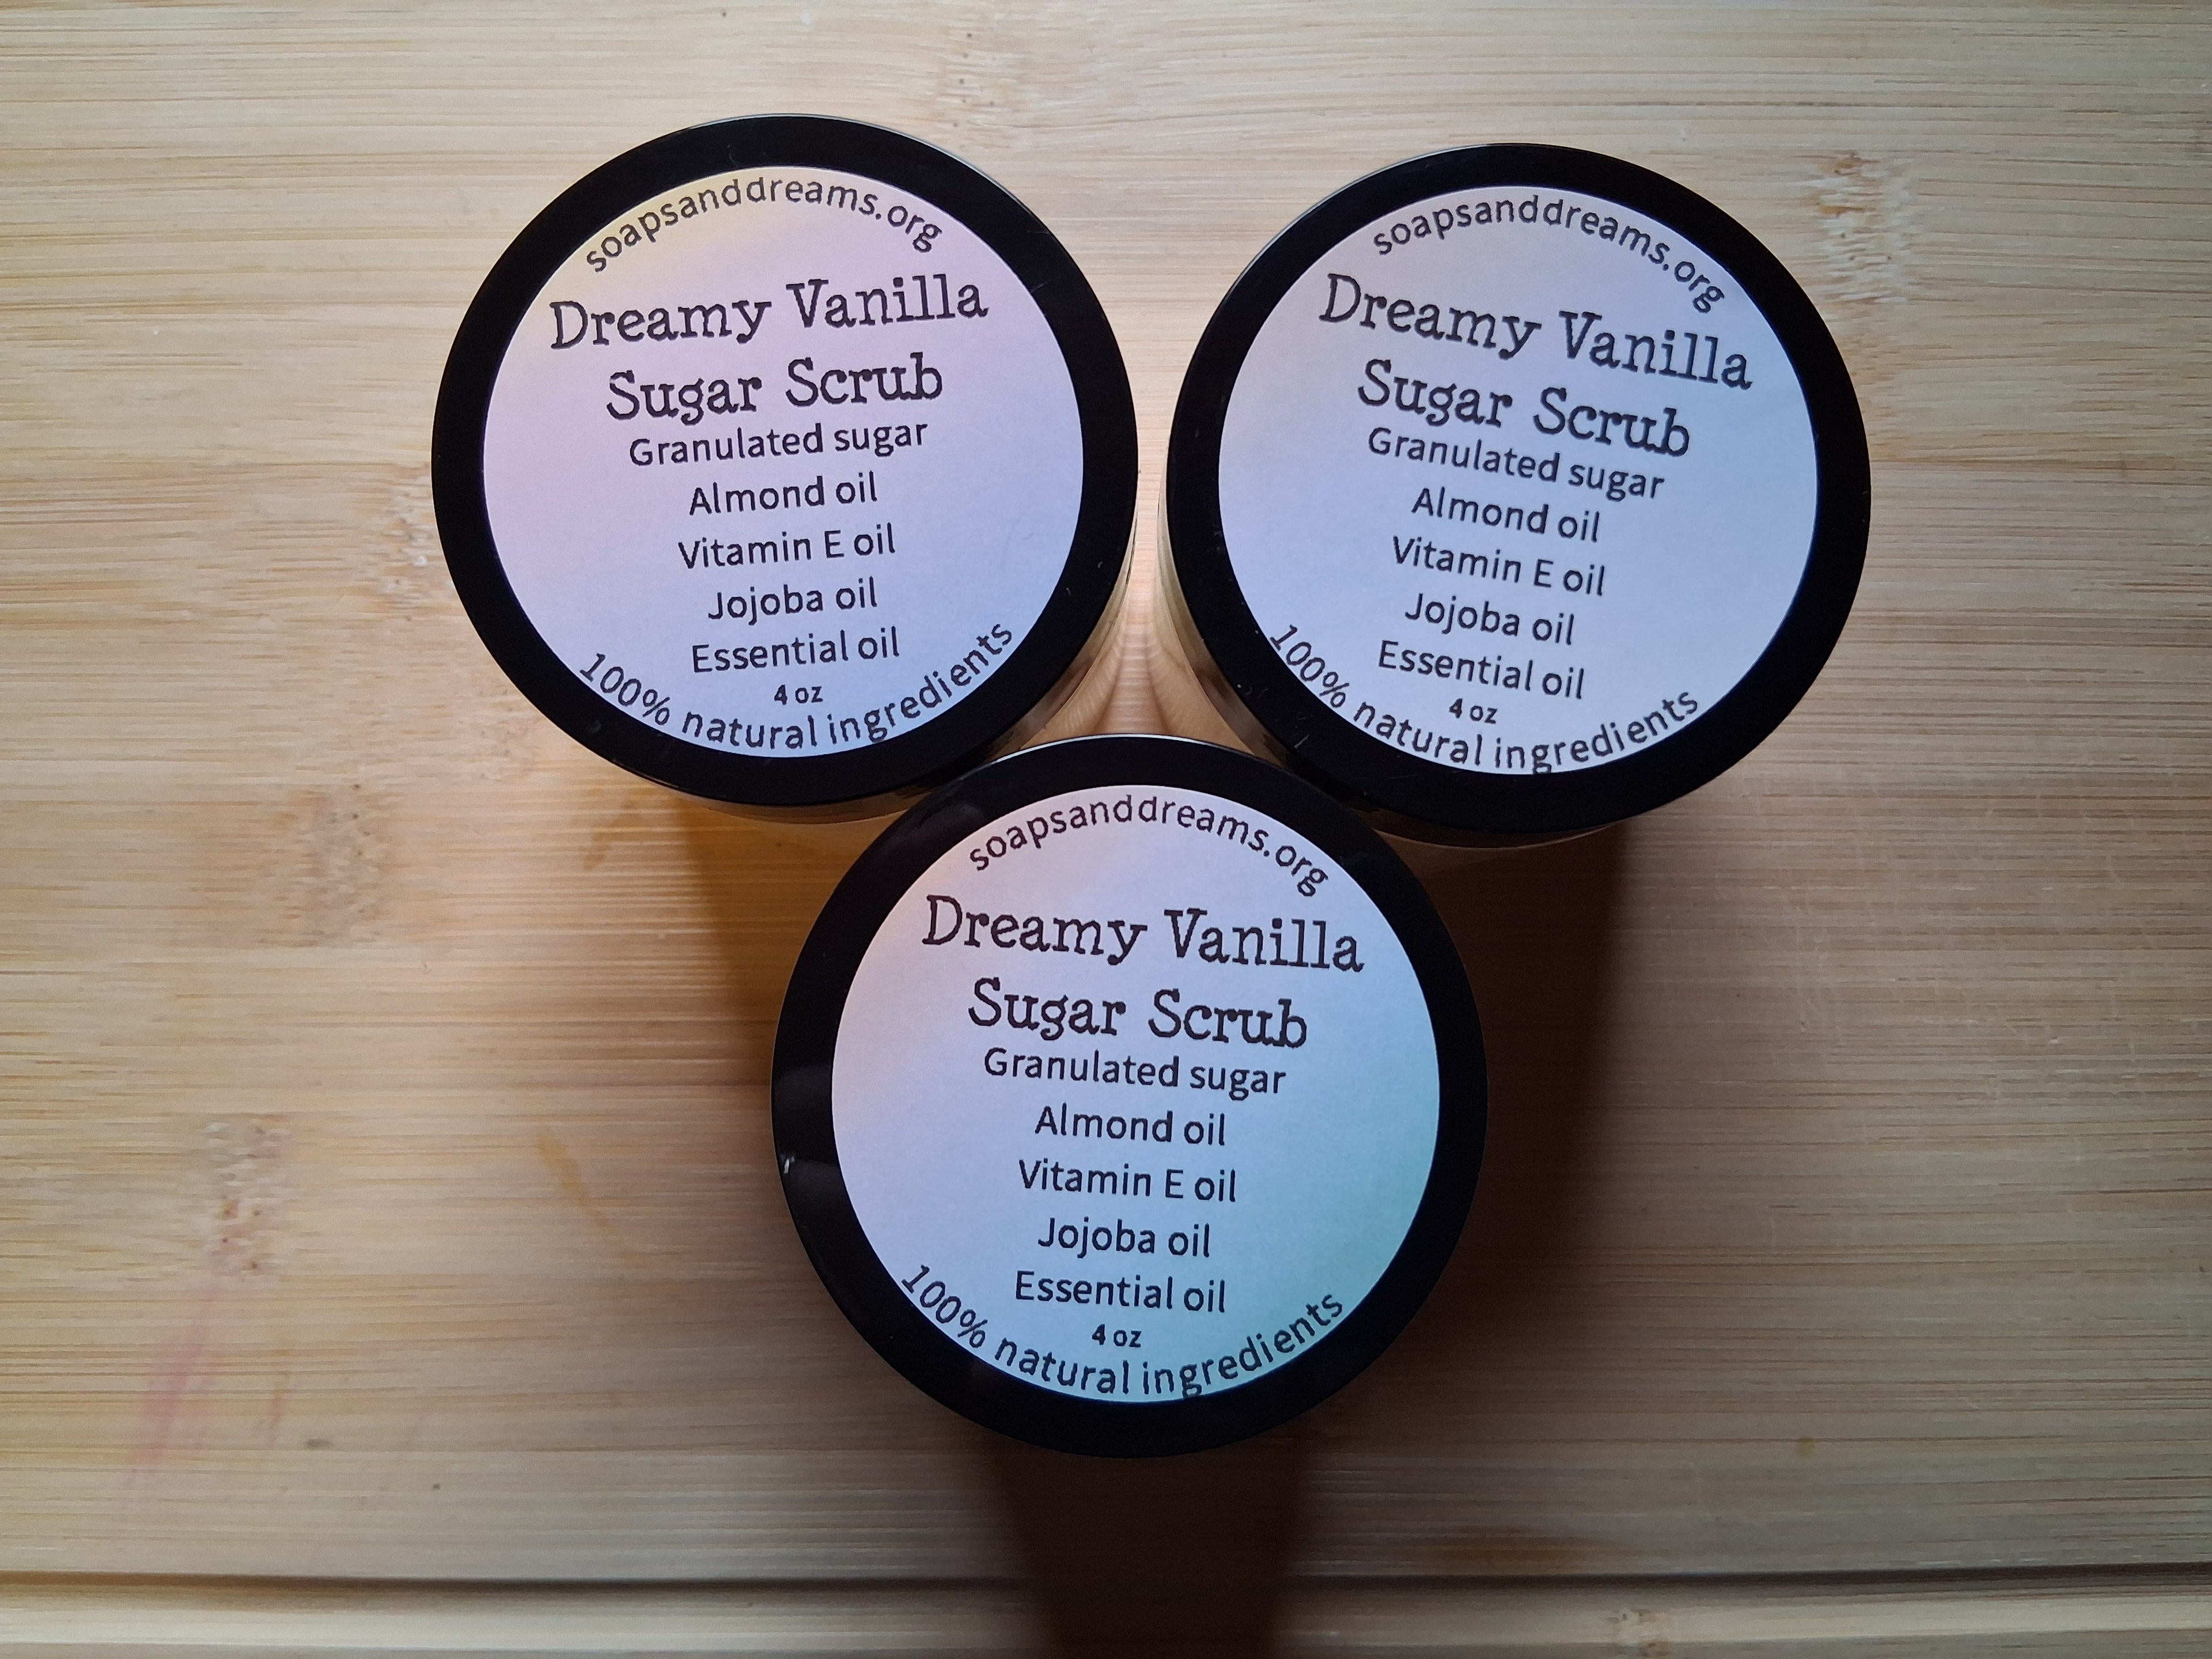 soapsanddreams.org
Dreamy Vanilla
Sugar Scrub
Granulated sugar
Almond oil
Vitamin E oil
Jojoba oil
Essential oil
4 oz
100% natural ingredients
soapsanddreams.org
Dreamy Vanilla
Sugar Scrub
Granulated sugar
Almond oil
Vitamin E oil
Jojoba oil
Essential oil
4 oz
100% natural ingredients
soapsanddreams.org
Dreamy Vanilla
Sugar Scrub
Granulated sugar
Almond oil
Vitamin E oil
Jojoba oil
Essential oil
4 oz
100% natural ingredients